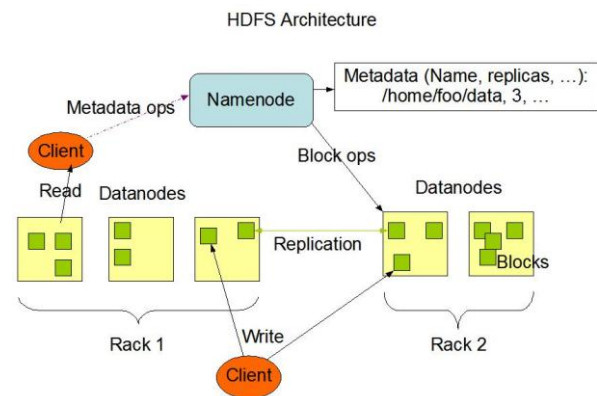 HDFS Architecture
Metadata (Name, replicas, …):
/home/foo/data, 3, …
Namenode
Metadata ops
Client
Block ops
Read
Datanodes
Datanodes
Replication
Blocks
Write
Rack 1
Rack 2
Client